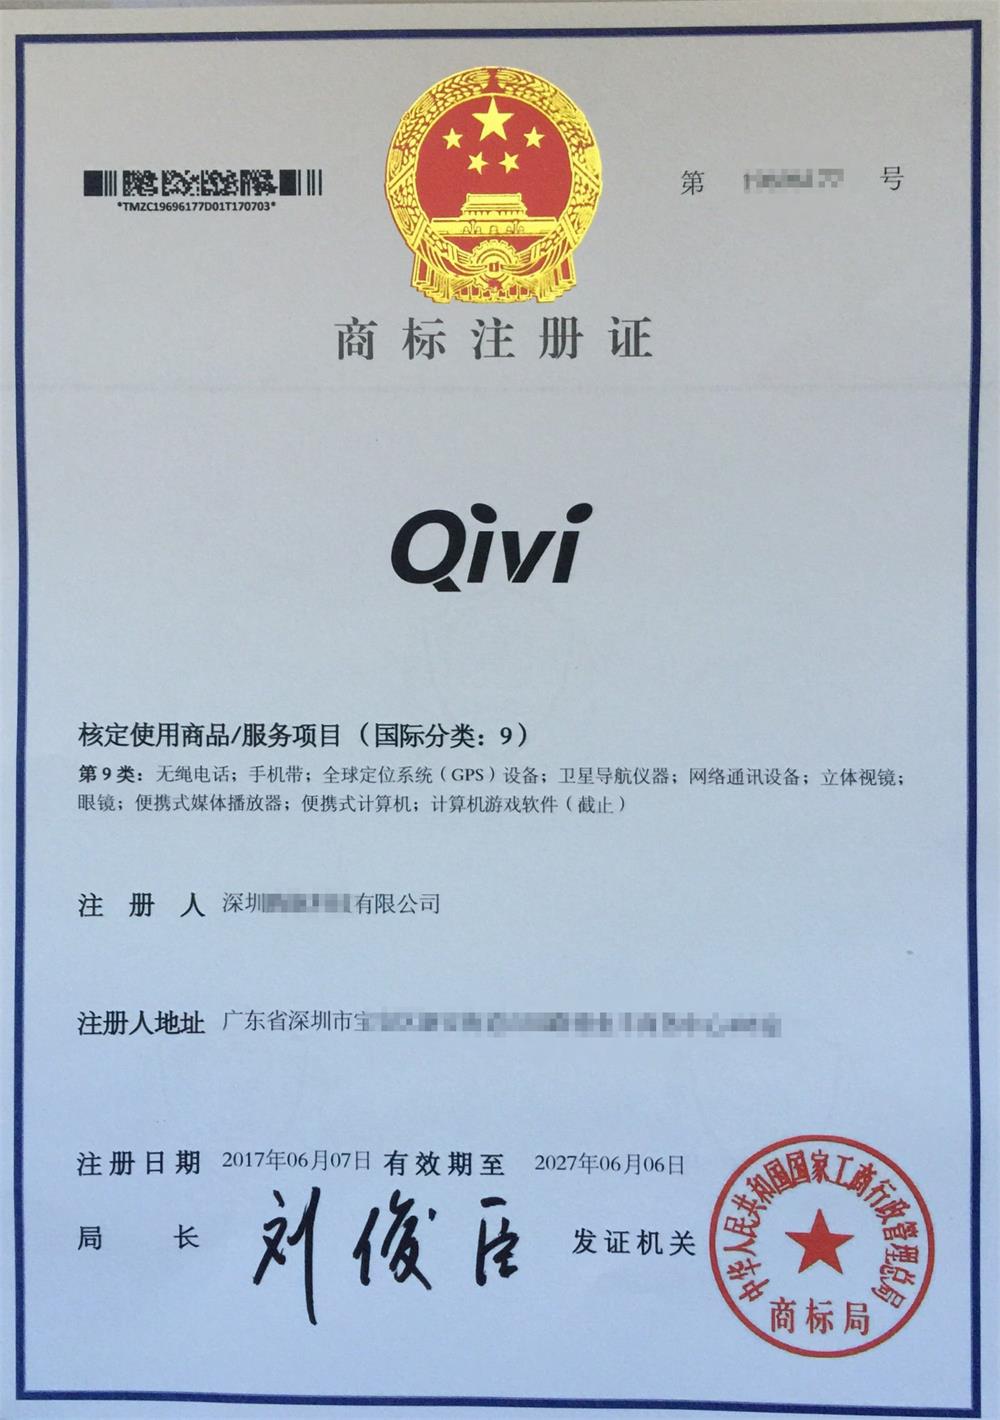 *TMZC19696177D01T170703*
第 号
商标注册证
Qivi
核定使用商品/服务项目（国际分类：9）
第9类：无绳电话；手机带；全球定位系统（GPS）设备；卫星导航仪器；网络通讯设备；立体视镜；
眼镜；便携式媒体播放器；便携式计算机；计算机游戏软件（截止）
注 册 人 深圳 有限公司
注册人地址 广东省深圳市宝
注册日期 2017年06月07日 有效期至 2027年06月06日
局 长 刘俊臣 发证机关
中华人民共和国国家工商行政管理总局
商标局